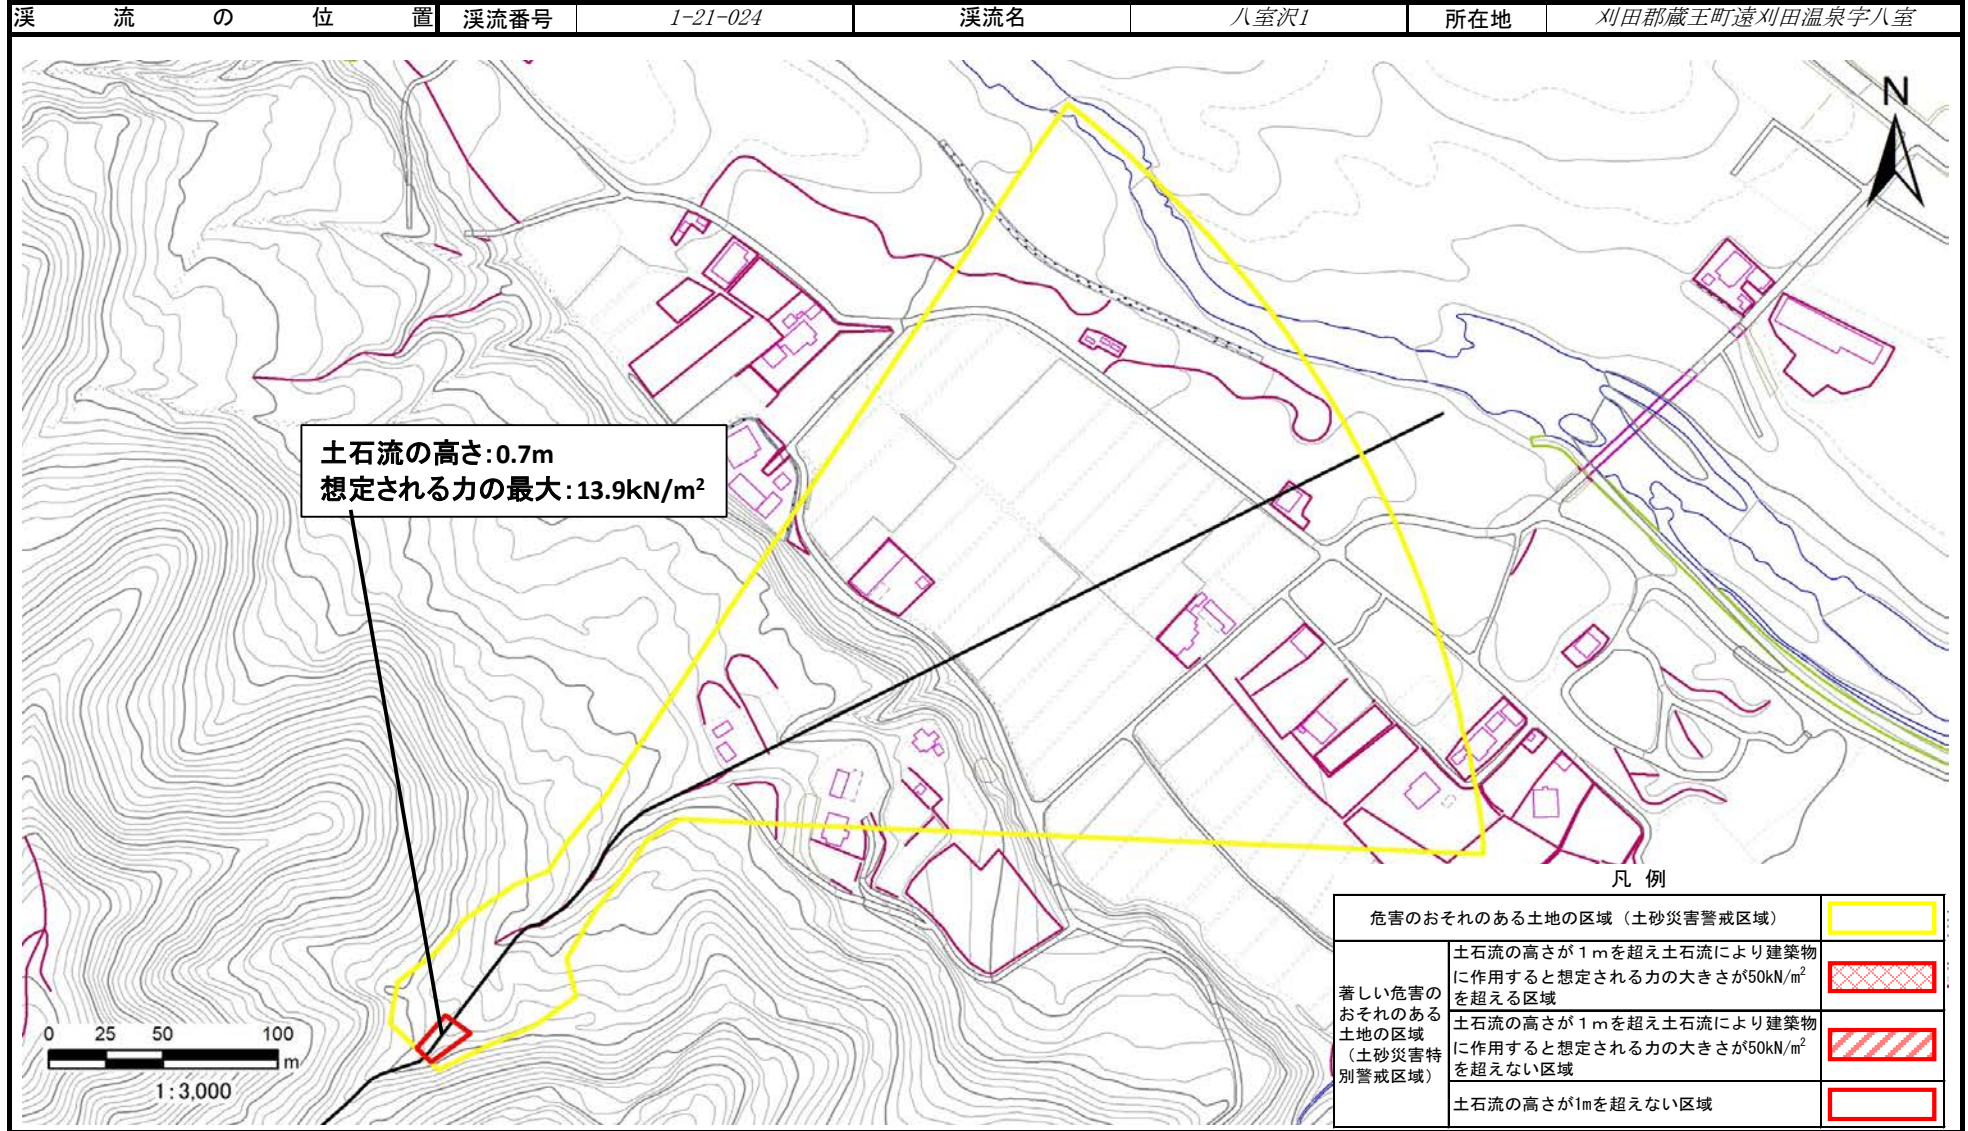 渓流の位置 渓流番号 1-21-024 渓流名 八室沢1 所在地 刈田郡蔵王町遠刈田温泉字八室
N
土石流の高さ:0.7m
想定される力の最大:13.9kN/m²
0 25 50 100
m
1:3,000
凡 例
危害のおそれのある土地の区域（土砂災害警戒区域）
著しい危害の
おそれのある
土地の区域
（土砂災害特
別警戒区域）
土石流の高さが１ｍを超え土石流により建築物
に作用すると想定される力の大きさが50kN/m²
を超える区域
土石流の高さが１ｍを超え土石流により建築物
に作用すると想定される力の大きさが50kN/m²
を超えない区域
土石流の高さが1mを超えない区域